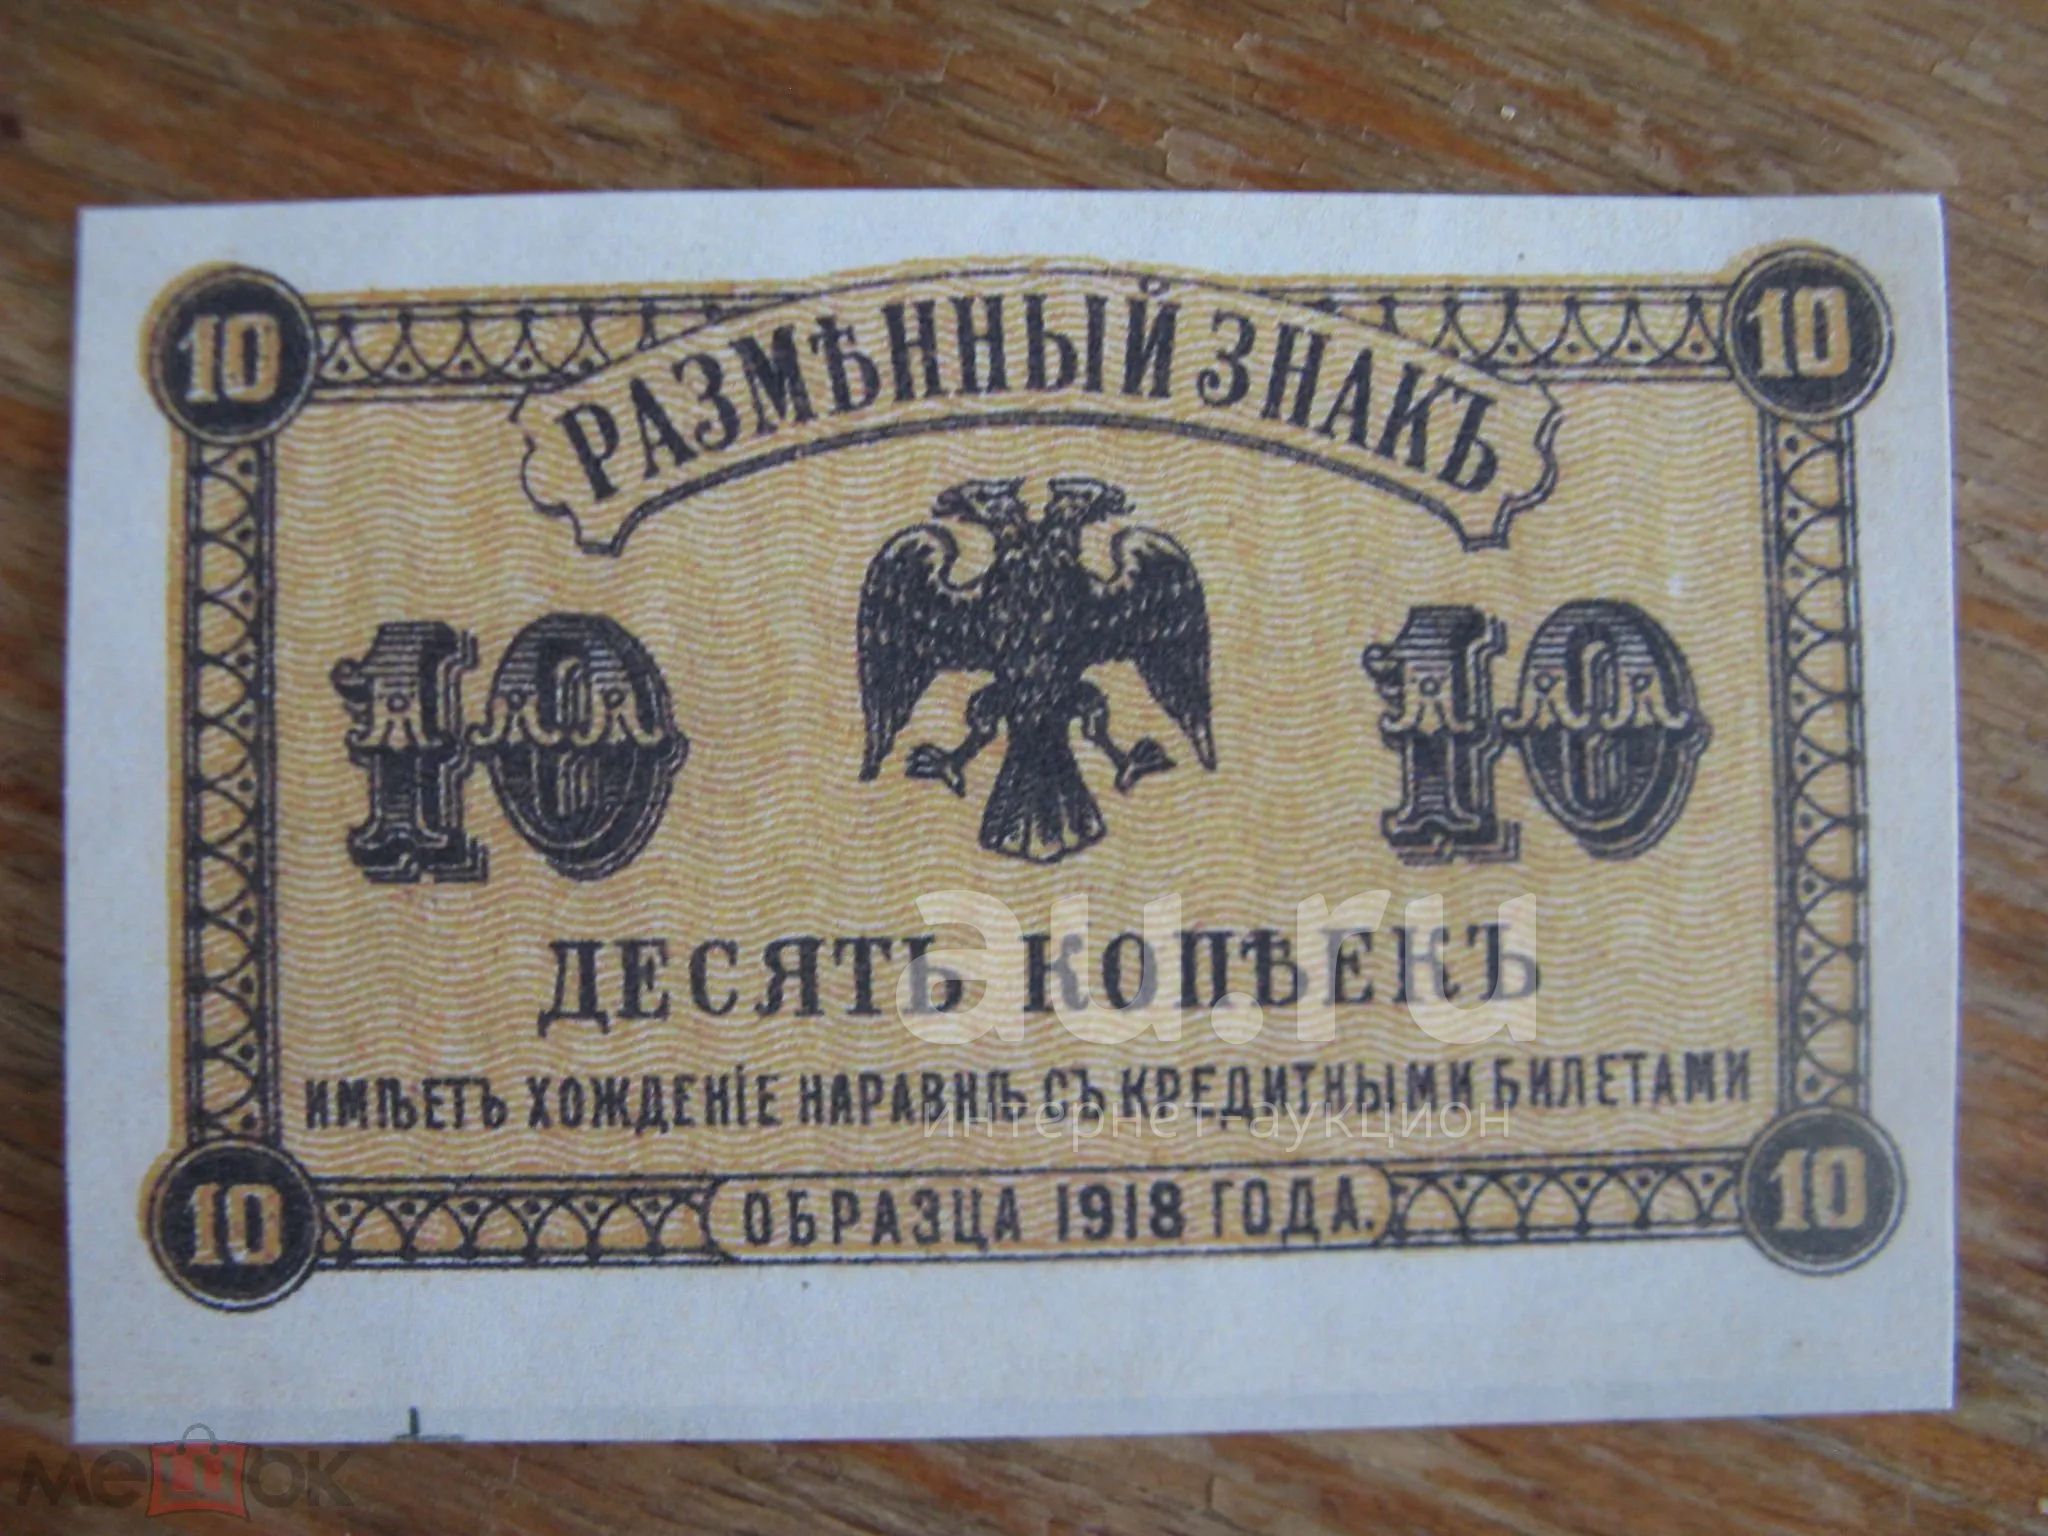 10 10
РАЗМѢННЫЙ ЗНАКЪ
10 10
ДЕСЯТЬ КОПѢЕКЪ
au.ru
ИМѢЕТЪ ХОЖДЕНІЕ НАРАВНѢ СЪ КРЕДИТНЫМИ БИЛЕТАМИ
интернет-аукцион
10 ОБРАЗЦА 1918 ГОДА. 10
мешок